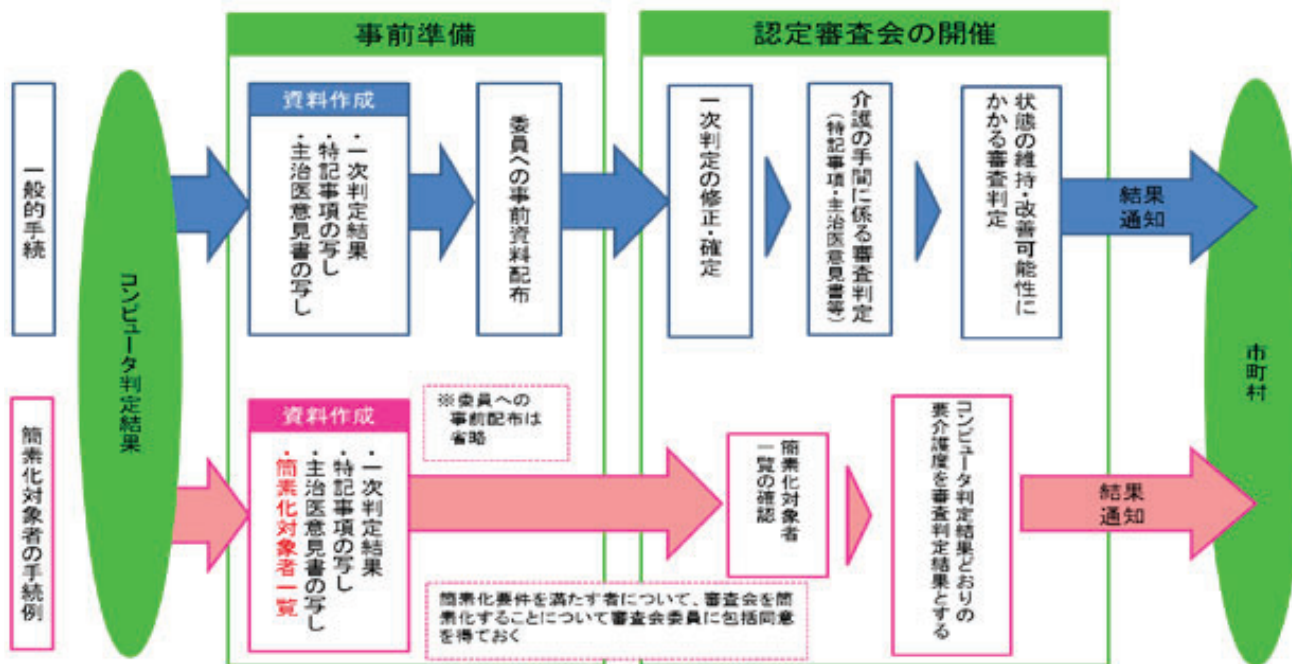 事前準備
認定審査会の開催
一般的手続
コンピュータ判定結果
資料作成
・一次判定結果
・特記事項の写し
・主治医意見書の写し
委員への事前資料配布
一次判定の修正・確定
介護の手間に係る審査判定
（特記事項・主治医意見書等）
状態の維持・改善可能性に
かかる審査判定
結果
通知
市町村
簡素化対象者の手続例
資料作成
・一次判定結果
・特記事項の写し
・主治医意見書の写し
・簡素化対象者一覧
※委員への
事前配布は
省略
簡素化対象者
一覧の確認
コンピュータ判定結果どおりの
要介護度を審査判定結果とする
結果
通知
簡素化要件を満たす者について、審査会を簡
素化することについて審査会委員に包括同意
を得ておく